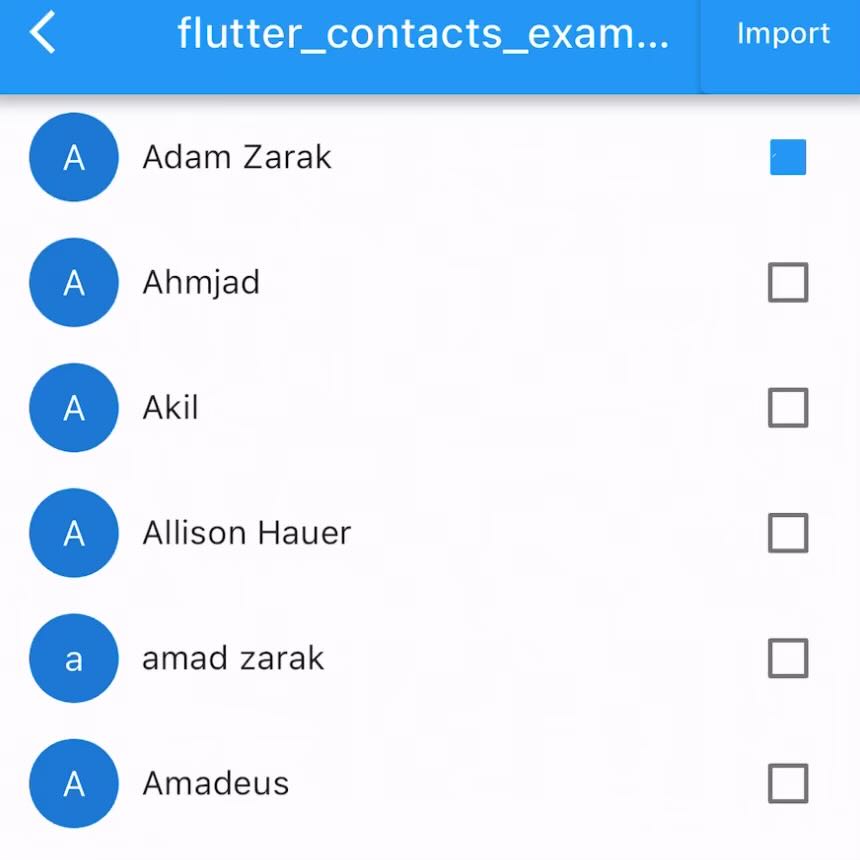 flutter_contacts_exam... Import
A Adam Zarak
A Ahmjad
A Akil
A Allison Hauer
a amad zarak
A Amadeus